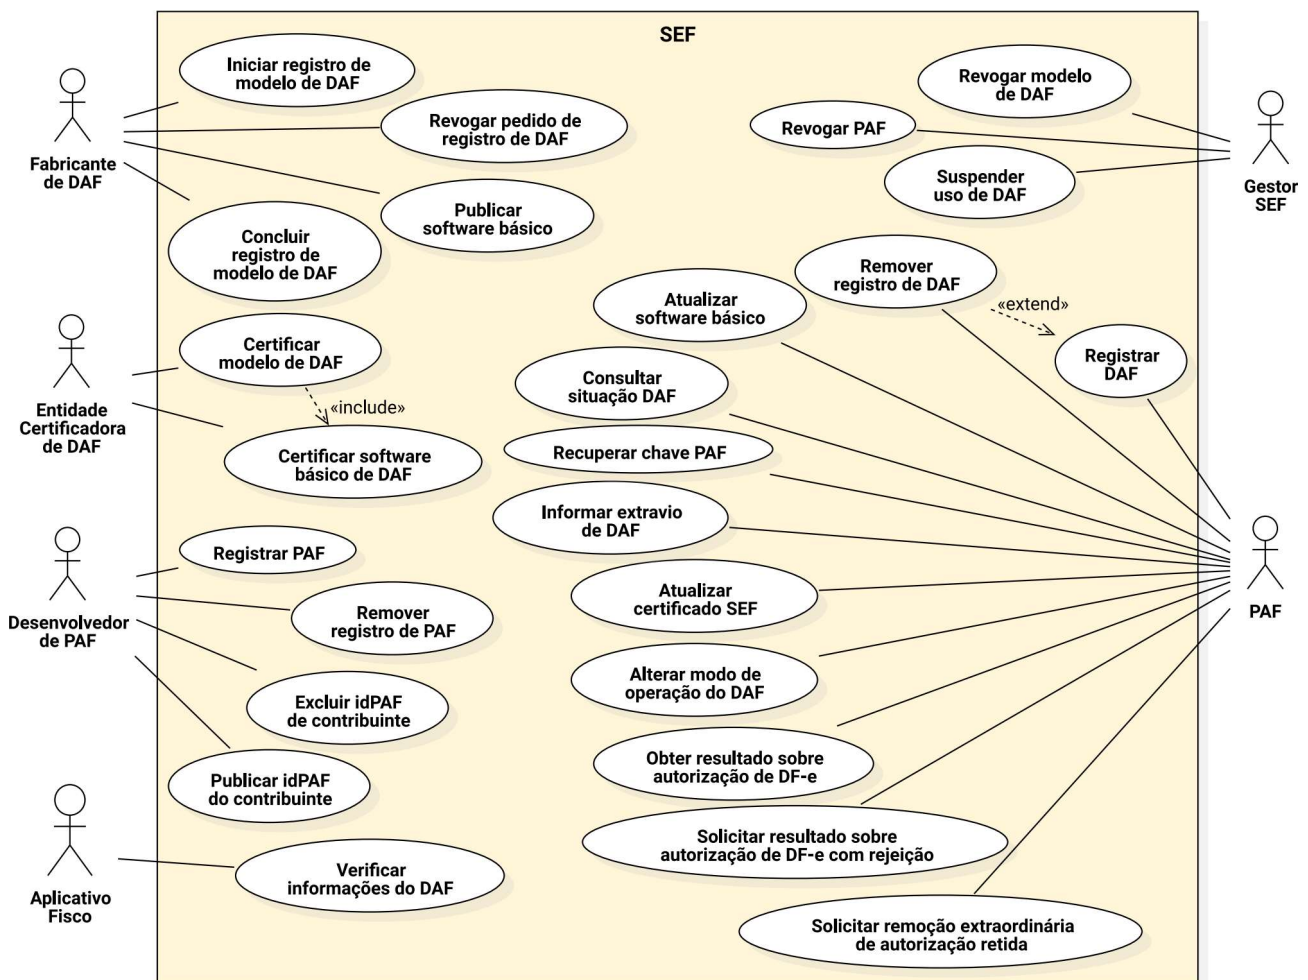 SEF
Iniciar registro de
modelo de DAF
Revogar pedido de
registro de DAF
Publicar
software básico
Concluir
registro de
modelo de DAF
Fabricante
de DAF
Revogar modelo
de DAF
Revogar PAF
Suspender
uso de DAF
Gestor
SEF
Remover
registro de DAF
«extend»
Registrar
DAF
Atualizar
software básico
Certificar
modelo de DAF
«include»
Certificar software
básico de DAF
Entidade
Certificadora
de DAF
Consultar
situação DAF
Recuperar chave PAF
Informar extravio
de DAF
Atualizar
certificado SEF
Alterar modo de
operação do DAF
Obter resultado sobre
autorização de DF-e
Solicitar resultado sobre
autorização de DF-e com rejeição
Solicitar remoção extraordinária
de autorização retida
PAF
Registrar PAF
Remover
registro de PAF
Excluir idPAF
de contribuinte
Publicar idPAF
do contribuinte
Desenvolvedor
de PAF
Verificar
informações do DAF
Aplicativo
Fisco